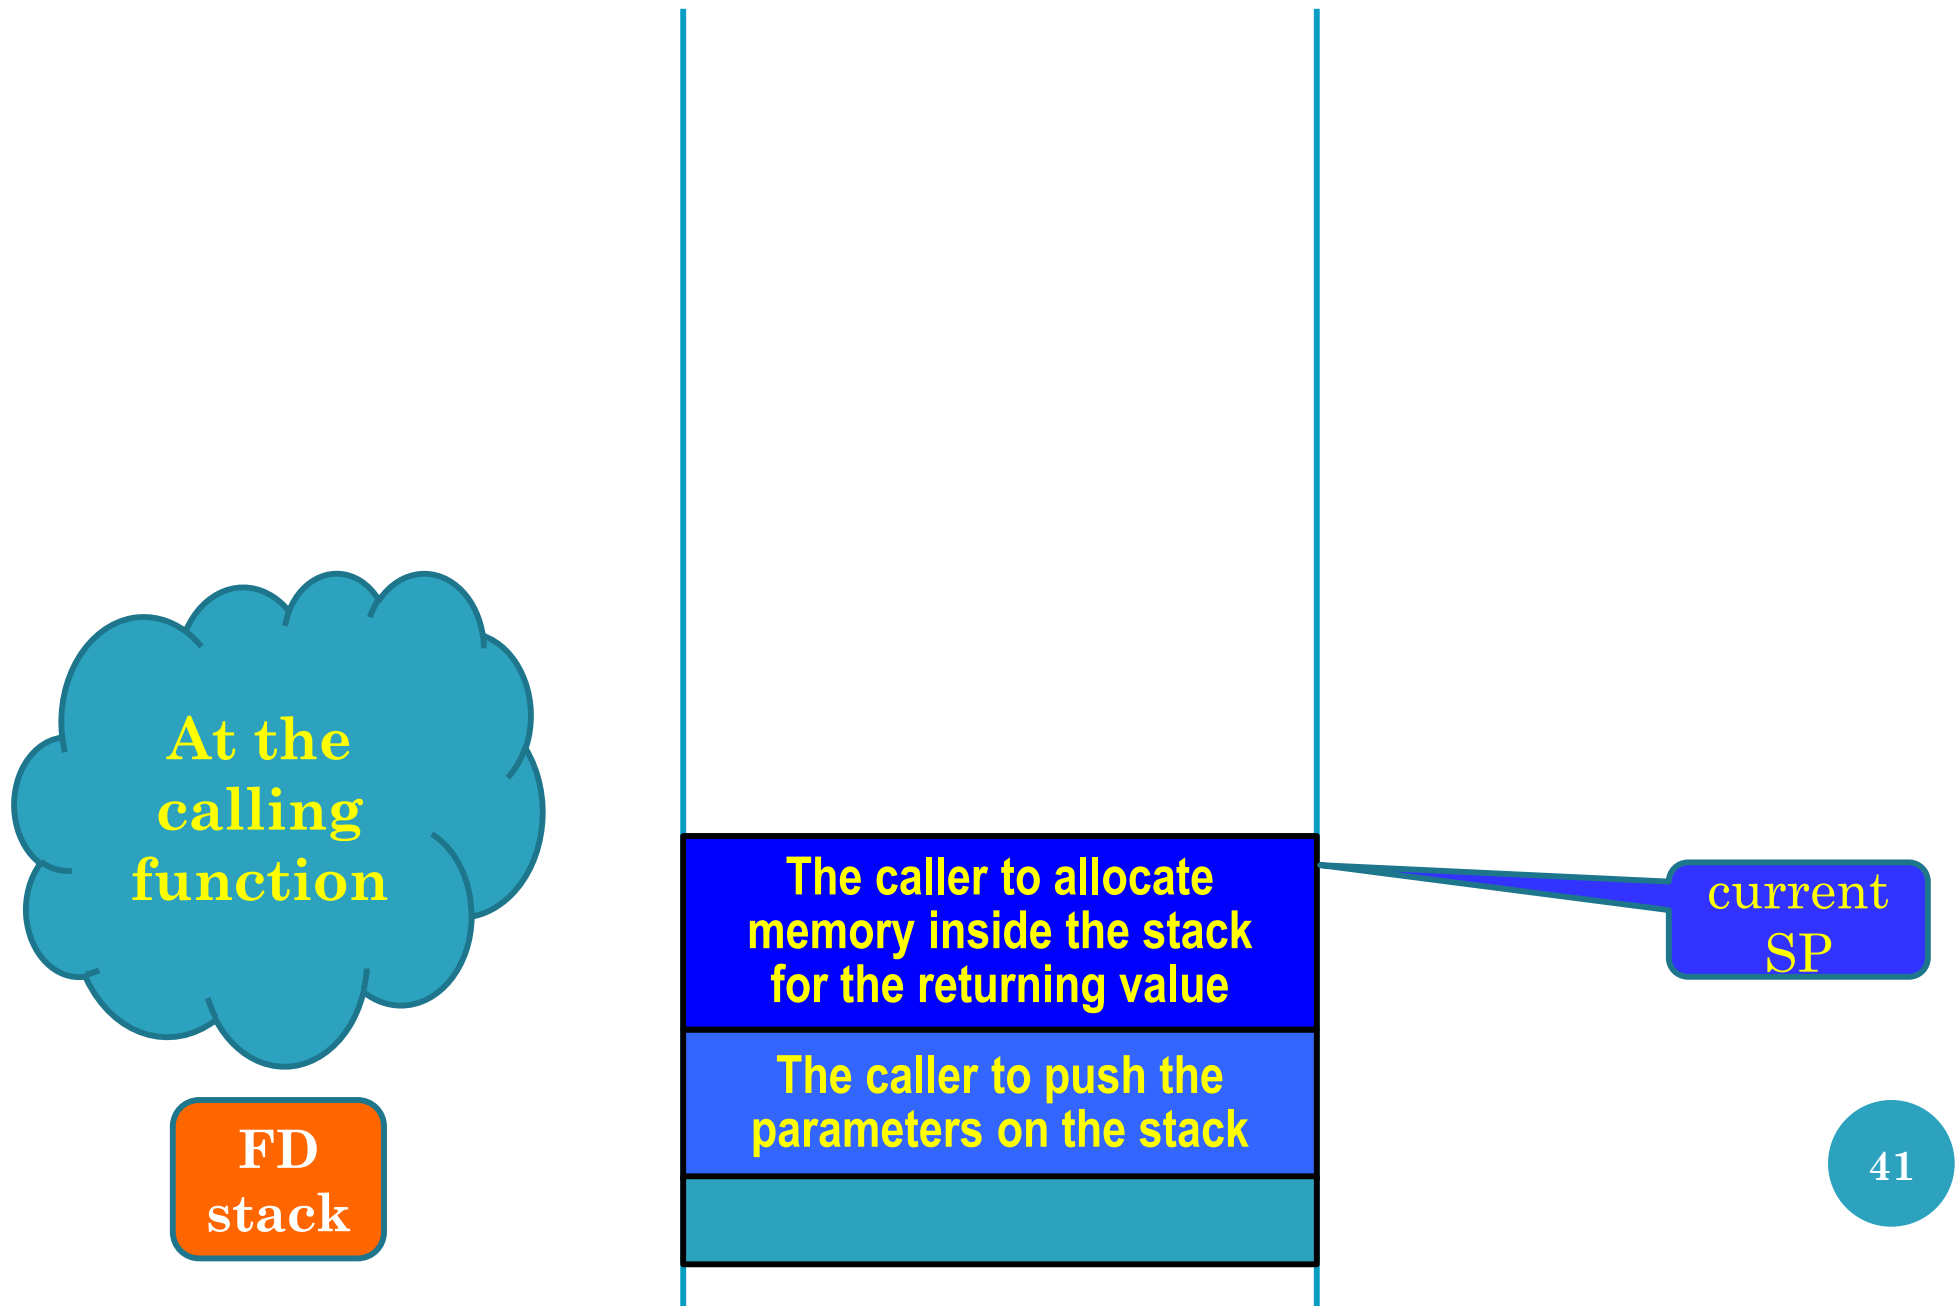 At the
calling
function
The caller to allocate
memory inside the stack
for the returning value
current
SP
The caller to push the
parameters on the stack
FD
stack
41